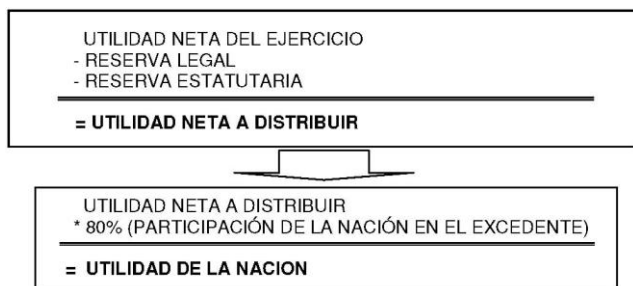 UTILIDAD NETA DEL EJERCICIO
- RESERVA LEGAL
- RESERVA ESTATUTARIA
= UTILIDAD NETA A DISTRIBUIR
UTILIDAD NETA A DISTRIBUIR
* 80% (PARTICIPACIÓN DE LA NACIÓN EN EL EXCEDENTE)
= UTILIDAD DE LA NACION